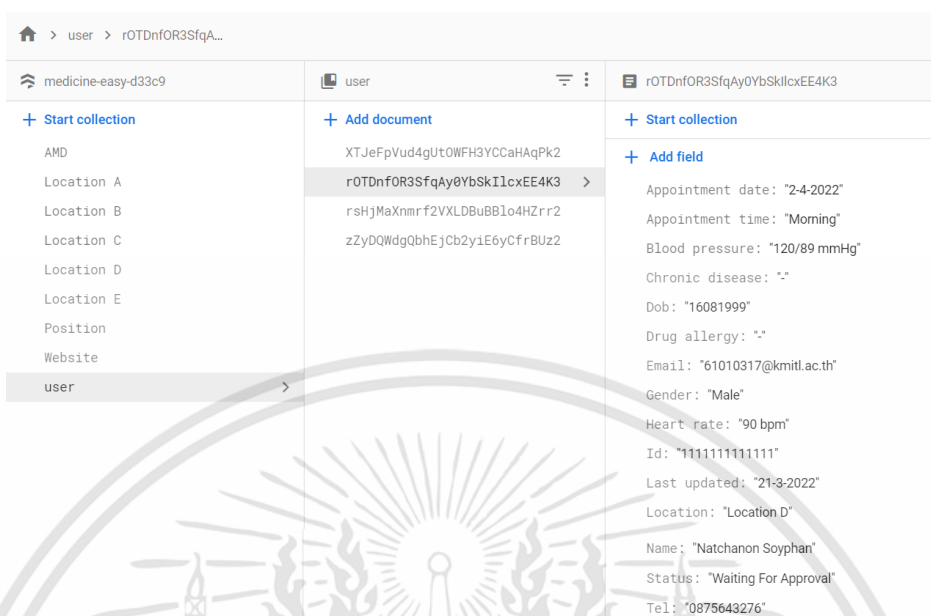 user > rOTDnfOR3SfqA…
medicine-easy-d33c9
Start collection
AMD
Location A
Location B
Location C
Location D
Location E
Position
Website
user
user
Add document
XTJeFpVud4gUtOWFH3YCCaHAqPk2
rOTDnfOR3SfqAy0YbSkIlcxEE4K3
rsHjMaXnmrf2VXLDBuBBlo4HZrr2
zZyDQWdgQbhEjCb2yiE6yCfrBUz2
rOTDnfOR3SfqAy0YbSkIlcxEE4K3
Start collection
Add field
Appointment date: "2-4-2022"
Appointment time: "Morning"
Blood pressure: "120/89 mmHg"
Chronic disease: "-"
Dob: "16081999"
Drug allergy: "-"
Email: "61010317@kmitl.ac.th"
Gender: "Male"
Heart rate: "90 bpm"
Id: "1111111111111"
Last updated: "21-3-2022"
Location: "Location D"
Name: "Natchanon Soyphan"
Status: "Waiting For Approval"
Tel: "0875643276"